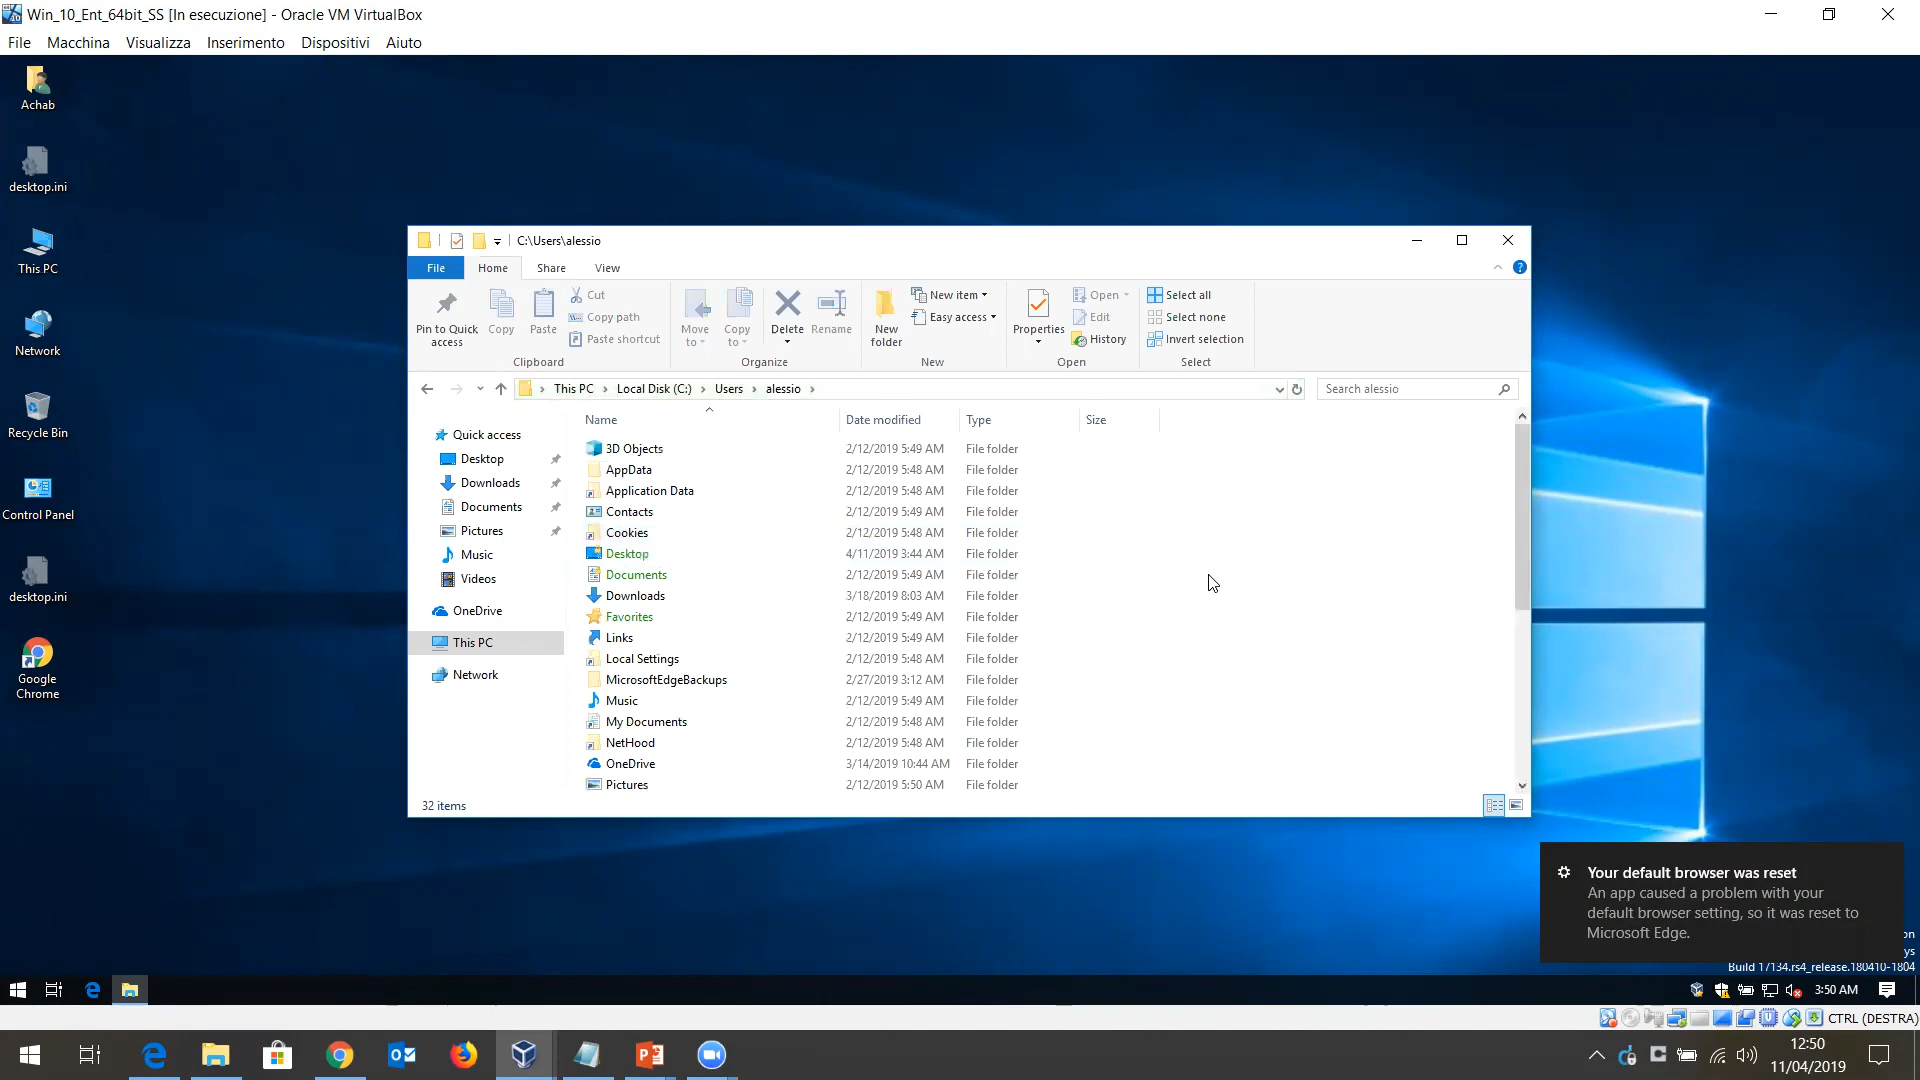 Win_10_Ent_64bit_SS [In esecuzione] - Oracle VM VirtualBox
File Macchina Visualizza Inserimento Dispositivi Aiuto
Achab
desktop.ini
This PC
Network
Recycle Bin
Control Panel
desktop.ini
Google
Chrome
C:\Users\alessio
File Home Share View
Pin to Quick
access
Copy
Paste
Cut
Copy path
Paste shortcut
Clipboard
Move
to
Copy
to
Delete
Rename
Organize
New
folder
New item
Easy access
New
Properties
Open
Edit
History
Open
Select all
Select none
Invert selection
Select
This PC Local Disk (C:) Users alessio
Search alessio
Quick access
Desktop
Downloads
Documents
Pictures
Music
Videos
OneDrive
This PC
Network
Name Date modified Type Size
3D Objects 2/12/2019 5:49 AM File folder
AppData 2/12/2019 5:48 AM File folder
Application Data 2/12/2019 5:48 AM File folder
Contacts 2/12/2019 5:49 AM File folder
Cookies 2/12/2019 5:48 AM File folder
Desktop 4/11/2019 3:44 AM File folder
Documents 2/12/2019 5:49 AM File folder
Downloads 3/18/2019 8:03 AM File folder
Favorites 2/12/2019 5:49 AM File folder
Links 2/12/2019 5:49 AM File folder
Local Settings 2/12/2019 5:48 AM File folder
MicrosoftEdgeBackups 2/27/2019 3:12 AM File folder
Music 2/12/2019 5:49 AM File folder
My Documents 2/12/2019 5:48 AM File folder
NetHood 2/12/2019 5:48 AM File folder
OneDrive 3/14/2019 10:44 AM File folder
Pictures 2/12/2019 5:50 AM File folder
32 items
Your default browser was reset
An app caused a problem with your
default browser setting, so it was reset to
Microsoft Edge.
on
ys
Build 17134.rs4_release.180410-1804
3:50 AM
CTRL (DESTRA)
12:50
11/04/2019